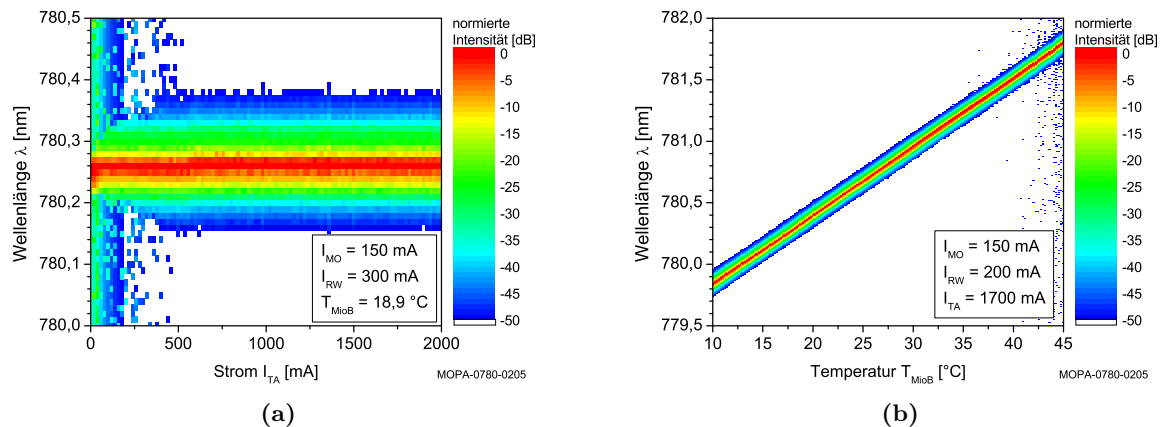 normierte
Intensität [dB]
780,5
780,4
780,3
780,2
780,1
780,0
Wellenlänge λ [nm]
0
500
1000
1500
2000
Strom I_TA [mA]
I_MO = 150 mA
I_RW = 300 mA
T_MioB = 18,9 °C
0
-5
-10
-15
-20
-25
-30
-35
-40
-45
-50
MOPA-0780-0205
(a)
normierte
Intensität [dB]
782,0
781,5
781,0
780,5
780,0
779,5
Wellenlänge λ [nm]
10
15
20
25
30
35
40
45
Temperatur T_MioB [°C]
I_MO = 150 mA
I_RW = 200 mA
I_TA = 1700 mA
0
-5
-10
-15
-20
-25
-30
-35
-40
-45
-50
MOPA-0780-0205
(b)